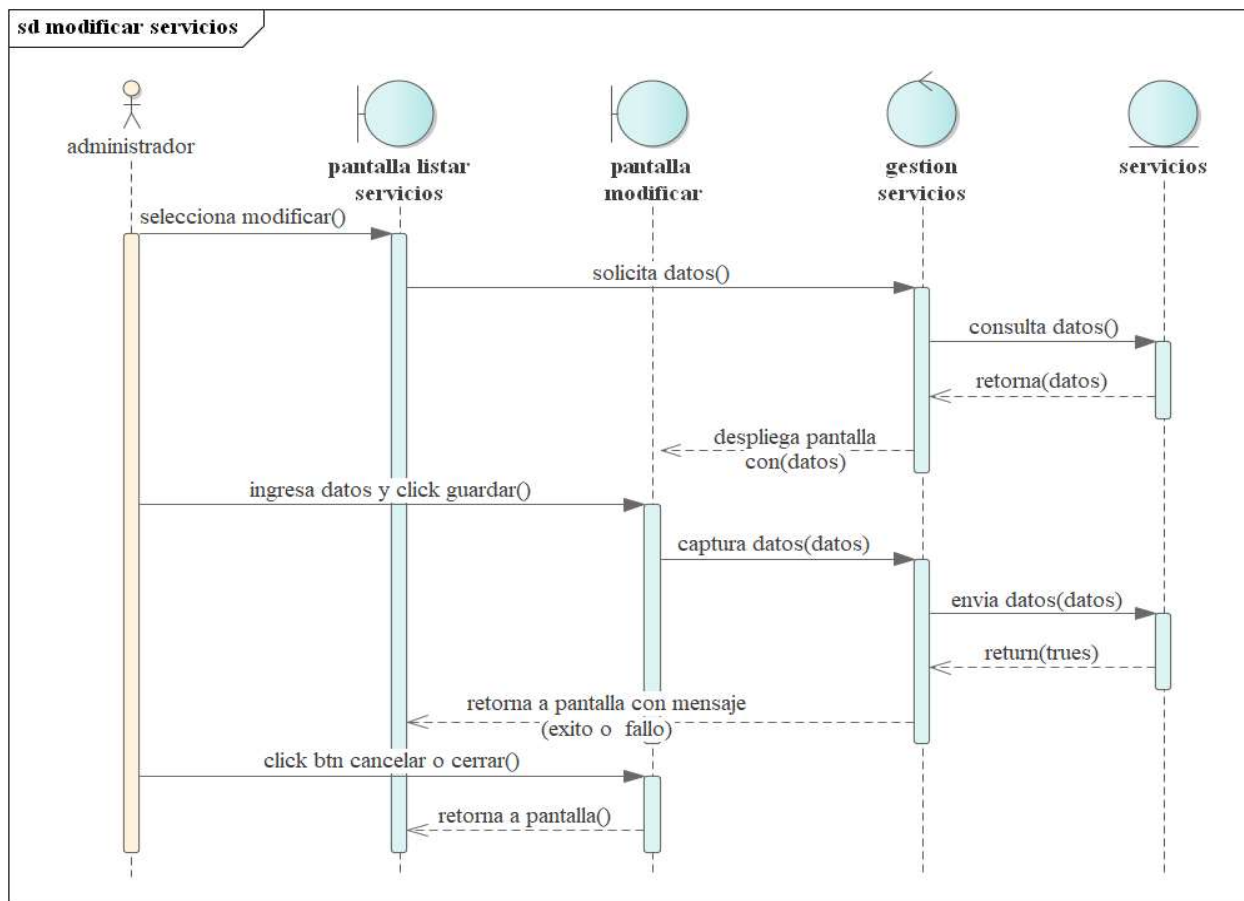 sd modificar servicios
administrador
pantalla listar
servicios
pantalla
modificar
gestion
servicios
servicios
selecciona modificar()
solicita datos()
consulta datos()
retorna(datos)
despliega pantalla
con(datos)
ingresa datos y click guardar()
captura datos(datos)
envia datos(datos)
return(trues)
retorna a pantalla con mensaje
(exito o fallo)
click btn cancelar o cerrar()
retorna a pantalla()